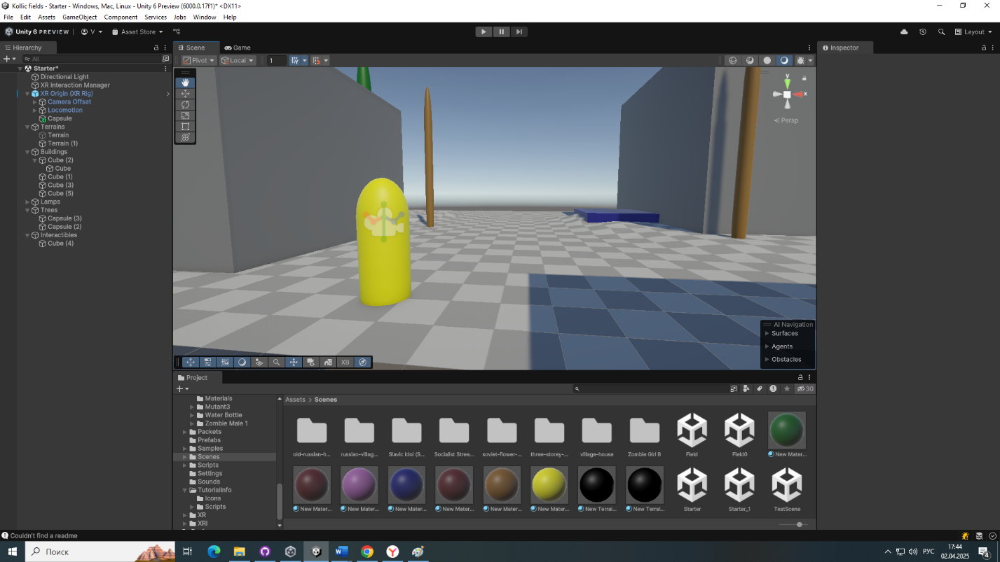 Kollic fields - Starter - Windows, Mac, Linux - Unity 6 Preview (6000.0.17f1)* <DX11>
File Edit Assets GameObject Component Services Jobs Window Help
Unity 6 PREVIEW V Asset Store Layout
Hierarchy
All
Starter*
Directional Light
XR Interaction Manager
XR Origin (XR Rig)
Camera Offset
Locomotion
Capsule
Terrains
Terrain
Terrain (1)
Buildings
Cube (2)
Cube
Cube (1)
Cube (3)
Cube (5)
Lamps
Trees
Capsule (3)
Capsule (2)
Interactibles
Cube (4)
Scene Game
Pivot Local 1
y
x
Persp
AI Navigation
Surfaces
Agents
Obstacles
XB
Inspector
Project
30
Materials
Mutant3
Water Bottle
Zombie Male 1
Packets
Prefabs
Samples
Scenes
Scripts
Settings
Sounds
TutorialInfo
Icons
Scripts
XR
XRI
Assets > Scenes
old-russian-h... russian-villag... Slavic Idol (S... Socialist Stree... soviet-flower-... three-storey-... village-house Zombie Girl B Field Field0 New Mater...
New Mater... New Mater... New Mater... New Mater... New Mater... New Mater... New Terrai... New Terrai... Starter Starter_1 TestScene
Couldn't find a readme
Поиск
РУС
17:44
02.04.2025
4